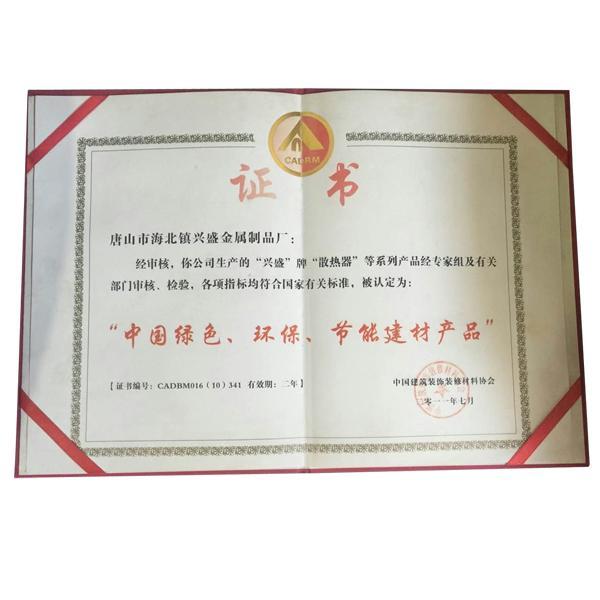 CADBM
证书
唐山市海北镇兴盛金属制品厂：
经审核，你公司生产的“兴盛”牌“散热器”等系列产品经专家组及有关
部门审核、检验，各项指标均符合国家有关标准，被认定为：
“中国绿色、环保、节能建材产品”
【证书编号：CADBM016（10）341 有效期：二年】
中国建筑装饰装修材料协会
二〇一一年七月